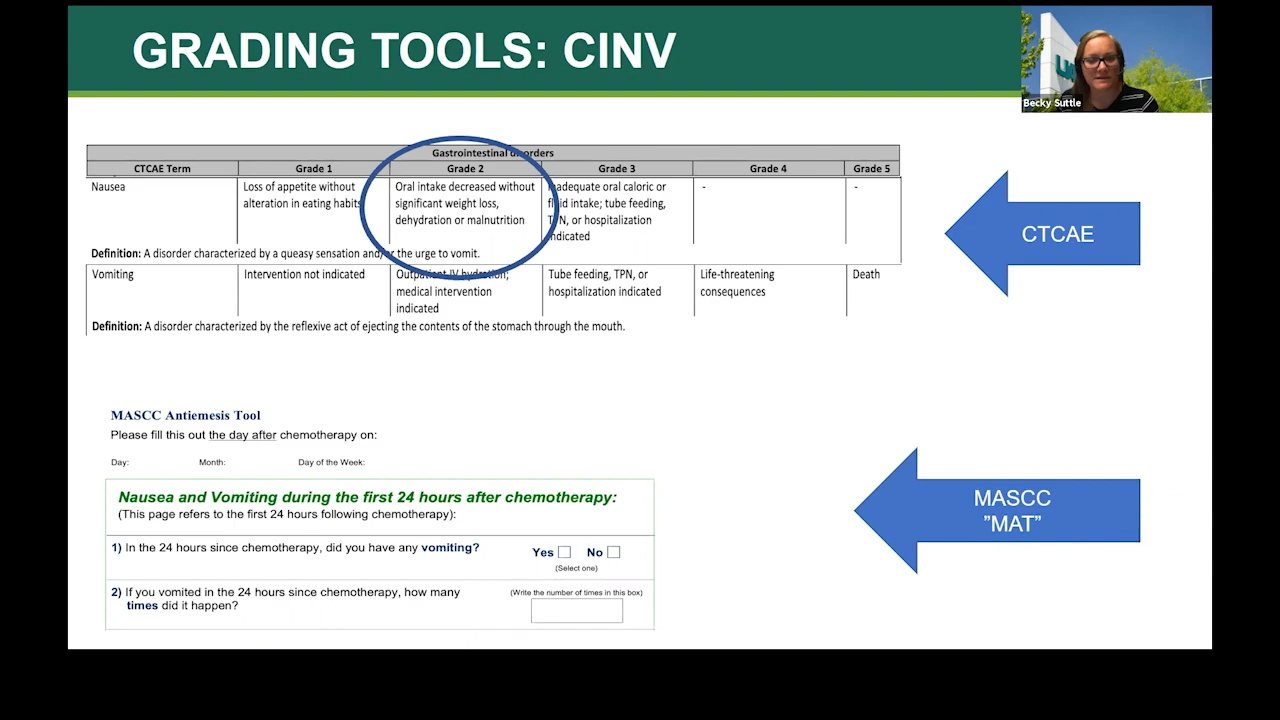 GRADING TOOLS: CINV
Becky Suttle
Gastrointestinal disorders
CTCAE Term Grade 1 Grade 2 Grade 3 Grade 4 Grade 5
Nausea
Loss of appetite without
alteration in eating habits
Oral intake decreased without
significant weight loss,
dehydration or malnutrition
Inadequate oral caloric or
fluid intake; tube feeding,
TPN, or hospitalization
indicated
-
-
Definition: A disorder characterized by a queasy sensation and/or the urge to vomit.
Vomiting
Intervention not indicated
Outpatient IV hydration;
medical intervention
indicated
Tube feeding, TPN, or
hospitalization indicated
Life-threatening
consequences
Death
Definition: A disorder characterized by the reflexive act of ejecting the contents of the stomach through the mouth.
CTCAE
MASCC Antiemesis Tool
Please fill this out the day after chemotherapy on:
Day: Month: Day of the Week:
Nausea and Vomiting during the first 24 hours after chemotherapy:
(This page refers to the first 24 hours following chemotherapy):
1) In the 24 hours since chemotherapy, did you have any vomiting?
Yes No
(Select one)
2) If you vomited in the 24 hours since chemotherapy, how many
times did it happen?
(Write the number of times in this box)
MASCC
”MAT”